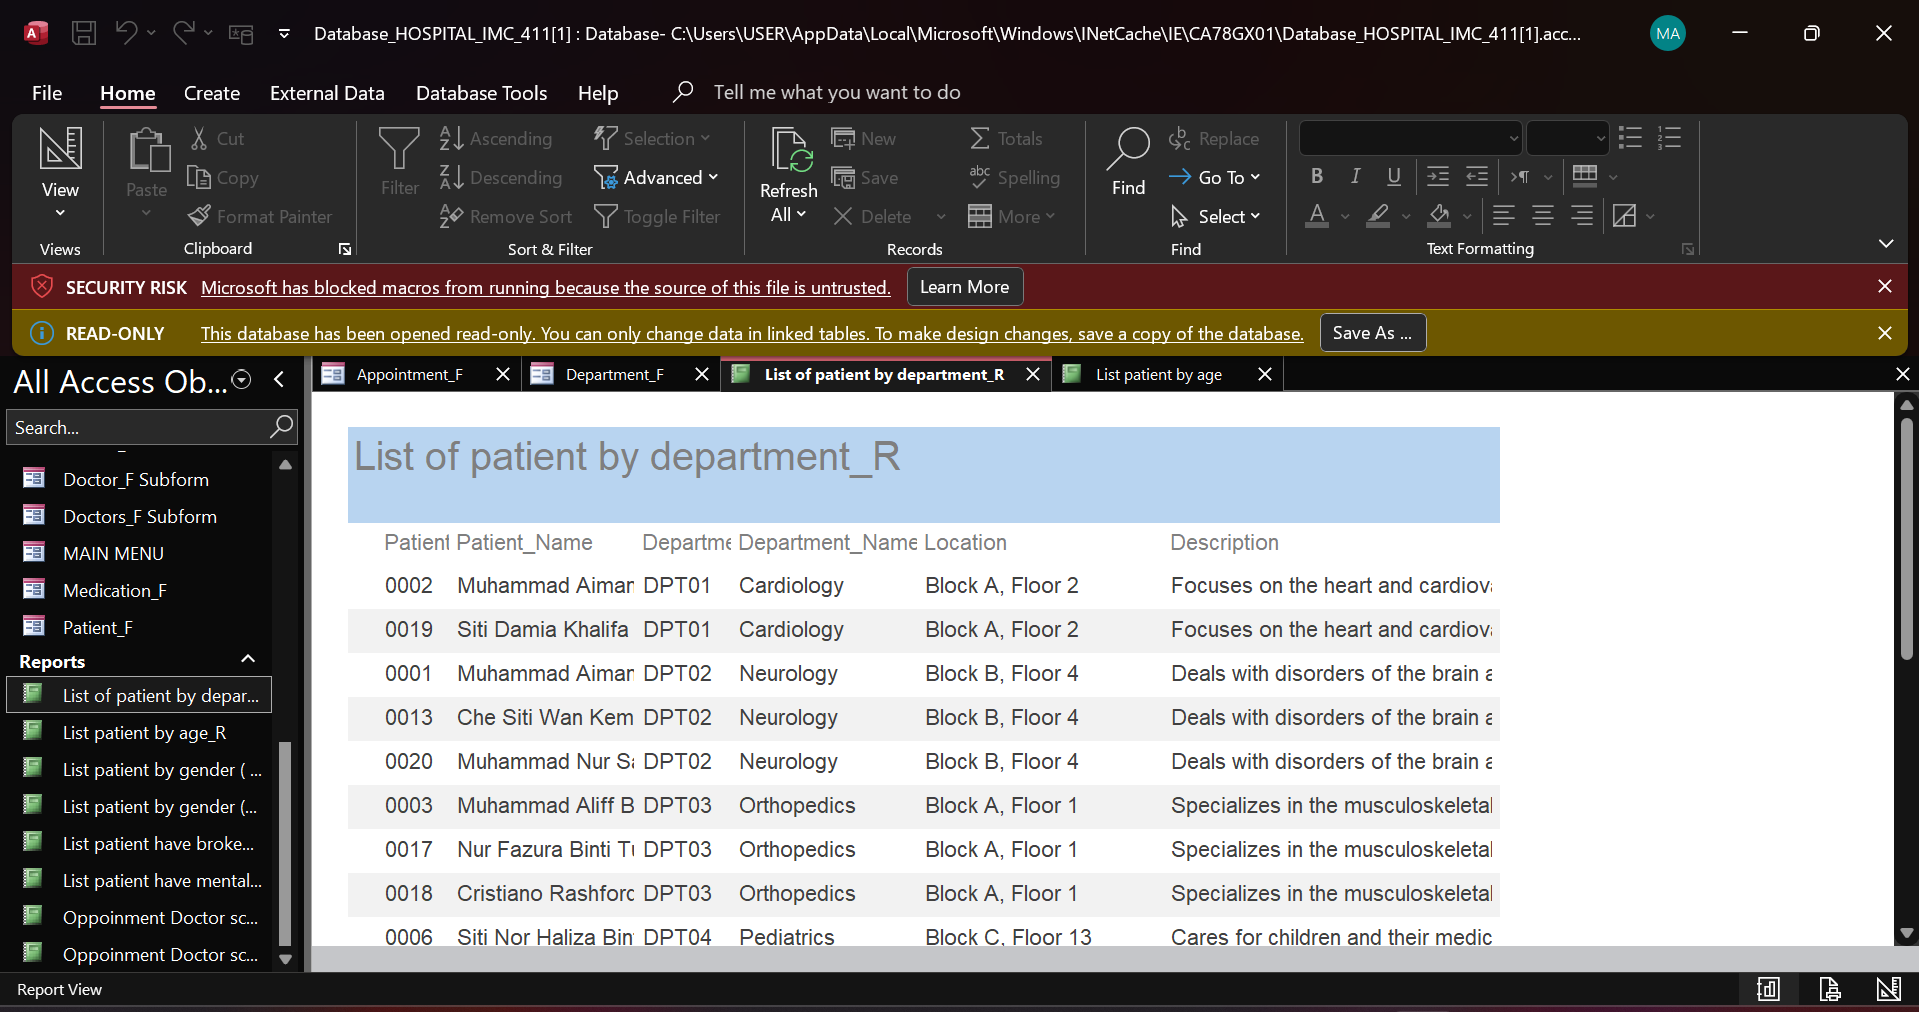 Database_HOSPITAL_IMC_411[1] : Database- C:\Users\USER\AppData\Local\Microsoft\Windows\INetCache\IE\CA78GX01\Database_HOSPITAL_IMC_411[1].acc...
MA
File Home Create External Data Database Tools Help Tell me what you want to do
View
Views
Paste
Cut
Copy
Format Painter
Clipboard
Filter
Ascending
Descending
Remove Sort
Selection
Advanced
Toggle Filter
Sort & Filter
Refresh
All
New
Save
Delete
Totals
Spelling
More
Records
Find
Replace
Go To
Select
Find
B I U
Text Formatting
SECURITY RISK Microsoft has blocked macros from running because the source of this file is untrusted. Learn More
READ-ONLY This database has been opened read-only. You can only change data in linked tables. To make design changes, save a copy of the database. Save As ...
All Access Ob...
Search...
Doctor_F Subform
Doctors_F Subform
MAIN MENU
Medication_F
Patient_F
Reports
List of patient by depar...
List patient by age_R
List patient by gender ( ...
List patient by gender (...
List patient have broke...
List patient have mental...
Oppoinment Doctor sc...
Oppoinment Doctor sc...
Appointment_F Department_F List of patient by department_R List patient by age
List of patient by department_R
Patient Patient_Name Departme Department_Name Location Description
0002 Muhammad Aiman DPT01 Cardiology Block A, Floor 2 Focuses on the heart and cardiov
0019 Siti Damia Khalifa DPT01 Cardiology Block A, Floor 2 Focuses on the heart and cardiov
0001 Muhammad Aiman DPT02 Neurology Block B, Floor 4 Deals with disorders of the brain a
0013 Che Siti Wan Kem DPT02 Neurology Block B, Floor 4 Deals with disorders of the brain a
0020 Muhammad Nur Sa DPT02 Neurology Block B, Floor 4 Deals with disorders of the brain a
0003 Muhammad Aliff B DPT03 Orthopedics Block A, Floor 1 Specializes in the musculoskeletal
0017 Nur Fazura Binti Tu DPT03 Orthopedics Block A, Floor 1 Specializes in the musculoskeletal
0018 Cristiano Rashford DPT03 Orthopedics Block A, Floor 1 Specializes in the musculoskeletal
0006 Siti Nor Haliza Bin DPT04 Pediatrics Block C, Floor 13 Cares for children and their medic
Report View